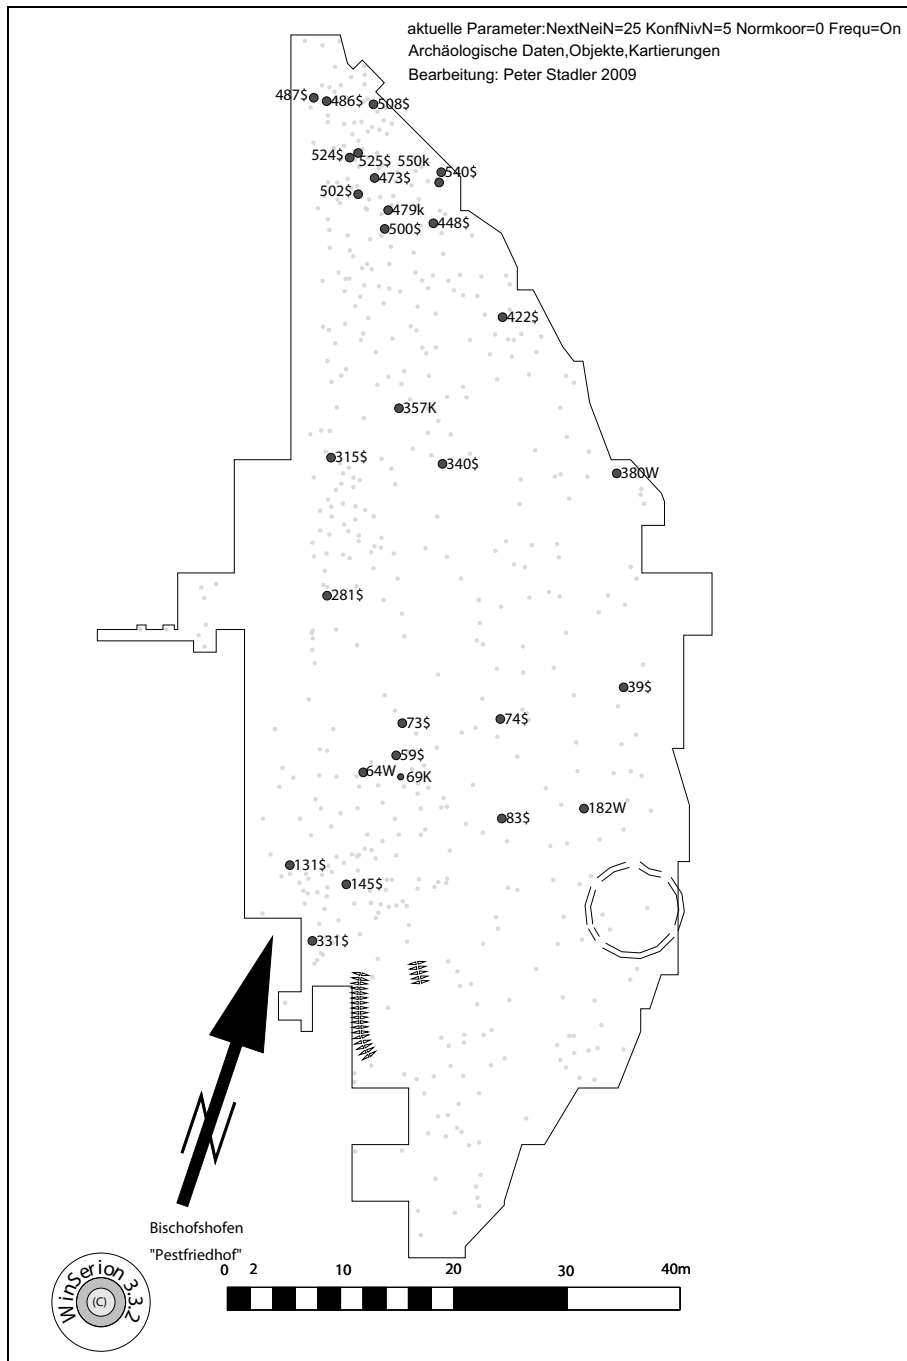 aktuelle Parameter:NextNeiN=25 KonfNivN=5 Normkoor=0 Frequ=On
Archäologische Daten,Objekte,Kartierungen
Bearbeitung: Peter Stadler 2009
487$ 486$ 508$
524$ 525$ 550k 540$
473$
502$
479k
448$
500$
422$
357K
315$ 340$
380W
281$
39$
73$ 74$
59$
64W 69K
182W
83$
131$
145$
331$
Bischofshofen
"Pestfriedhof"
0 2 10 20 30 40m
WinSerion 3.3.2
(C)